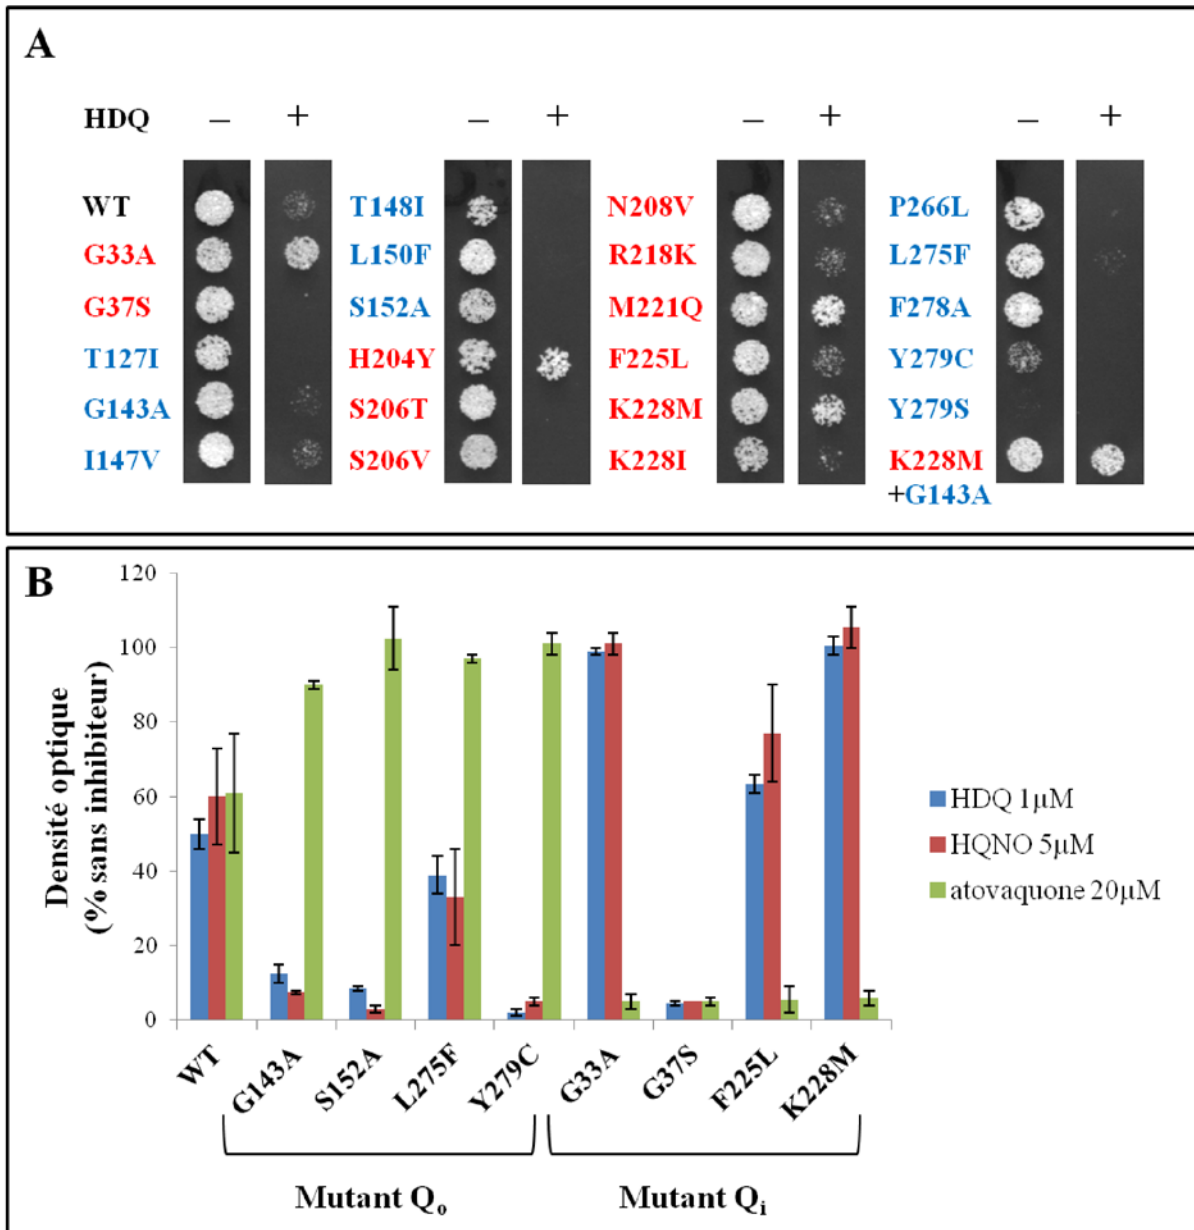 A
HDQ − + − + − + − +
WT T148I N208V P266L
G33A L150F R218K L275F
G37S S152A M221Q F278A
T127I H204Y F225L Y279C
G143A S206T K228M Y279S
I147V S206V K228I K228M
+G143A
B
Densité optique
(% sans inhibiteur)
120
100
80
60
40
20
0
HDQ 1µM
HQNO 5µM
atovaquone 20µM
WT G143A S152A L275F Y279C G33A G37S F225L K228M
Mutant Qo Mutant Qi